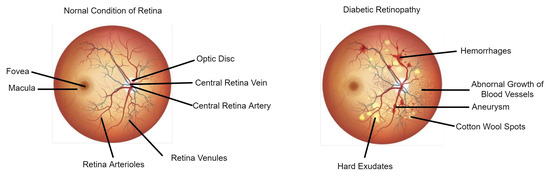 Nornal Condition of Retina
Optic Disc
Fovea
Macula
Central Retina Vein
Central Retina Artery
Retina Arterioles
Retina Venules
Diabetic Retinopathy
Hemorrhages
Abnornal Growth of
Blood Vessels
Aneurysm
Cotton Wool Spots
Hard Exudates